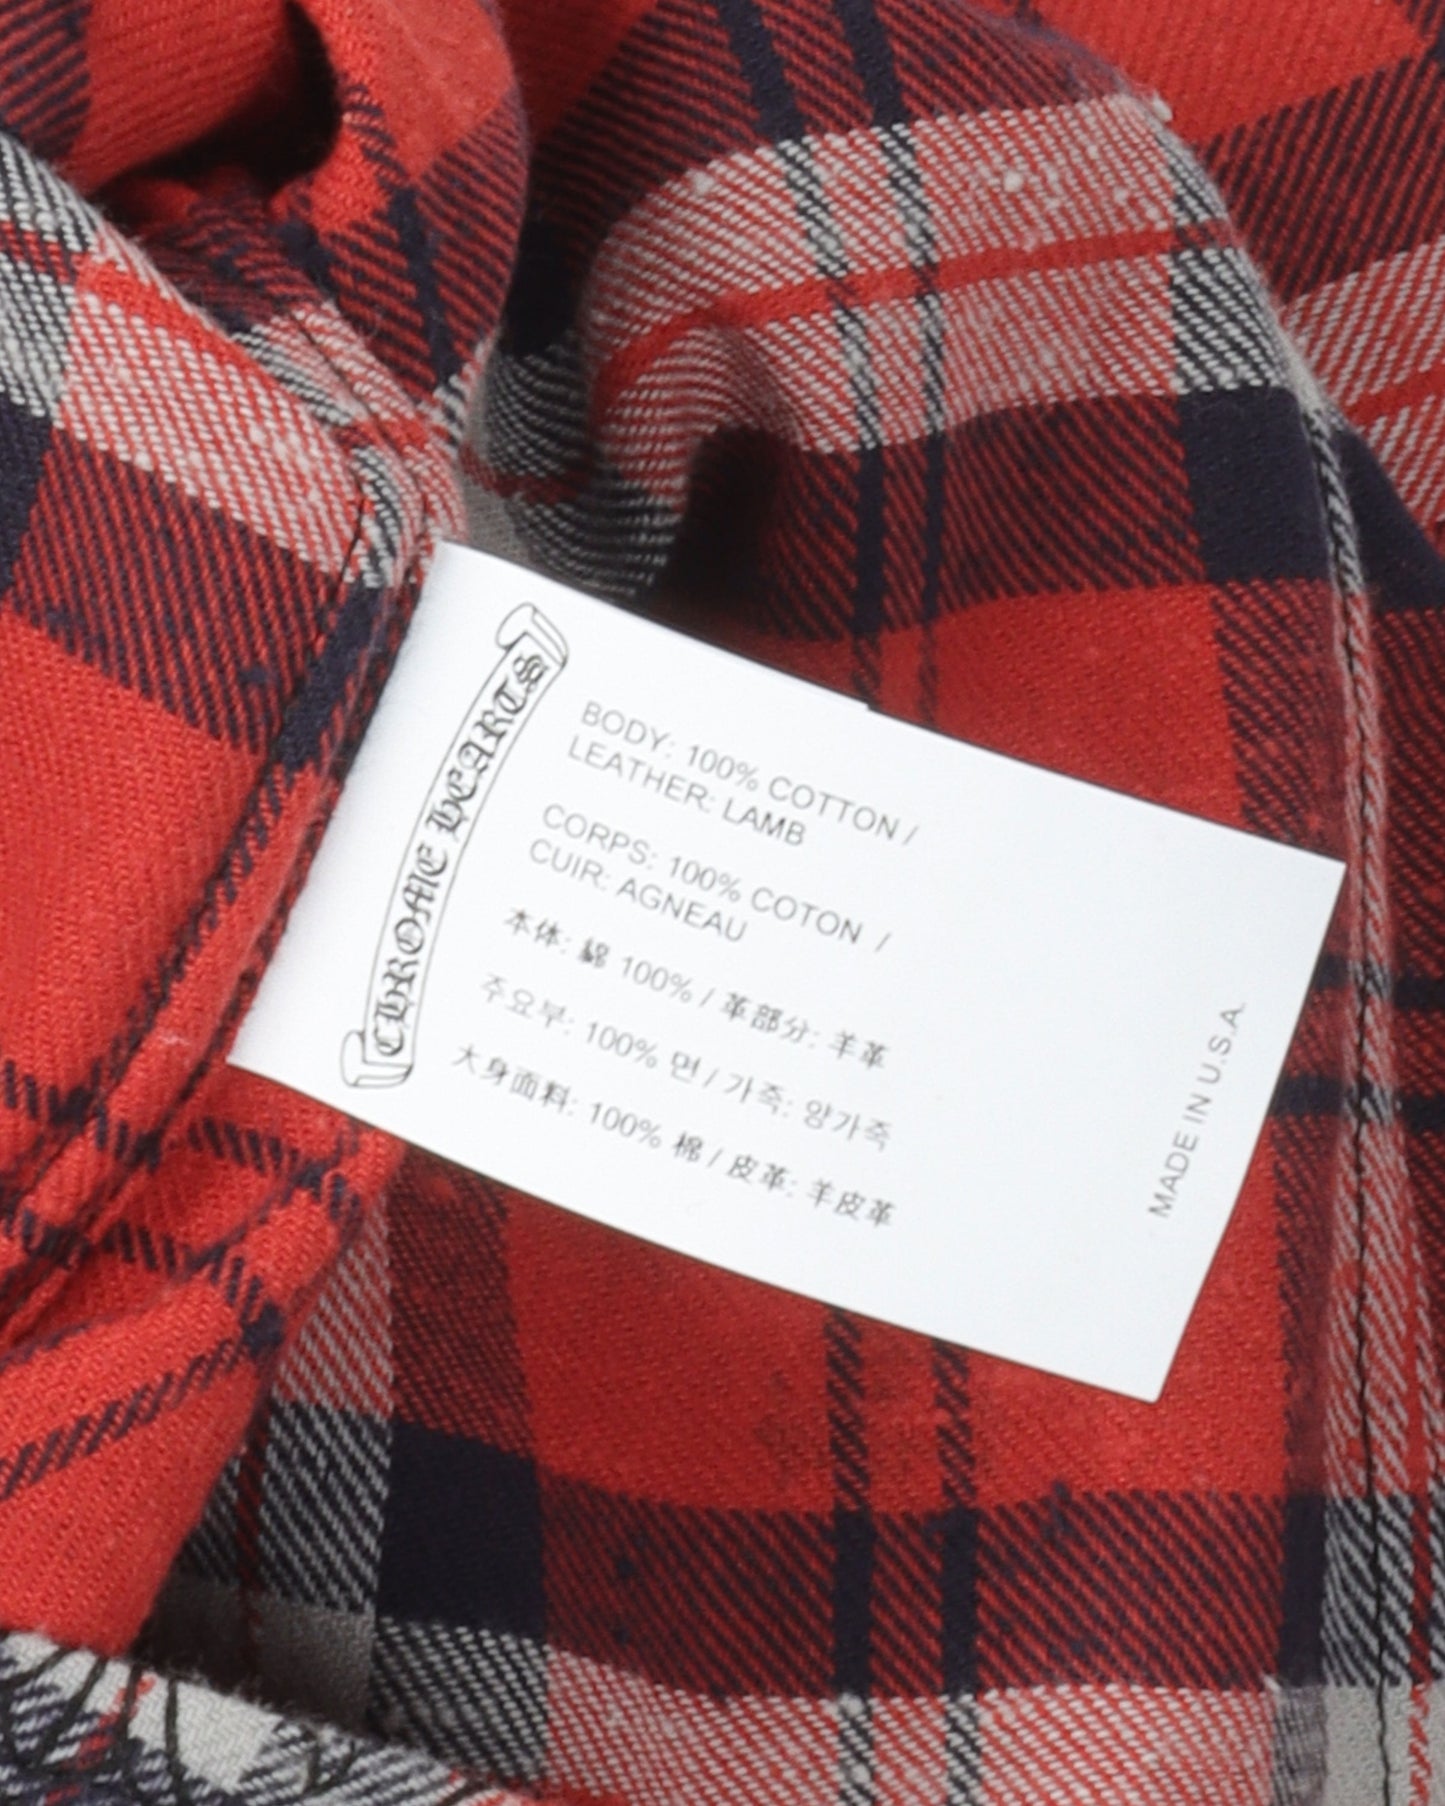 CHROME HEARTS
BODY: 100% COTTON /
LEATHER: LAMB
CORPS: 100% COTON /
CUIR: AGNEAU
本体: 綿 100% / 革部分: 羊革
주요부: 100% 면 / 가죽: 양가죽
大身面料: 100% 棉 / 皮革: 羊皮革
MADE IN U.S.A.